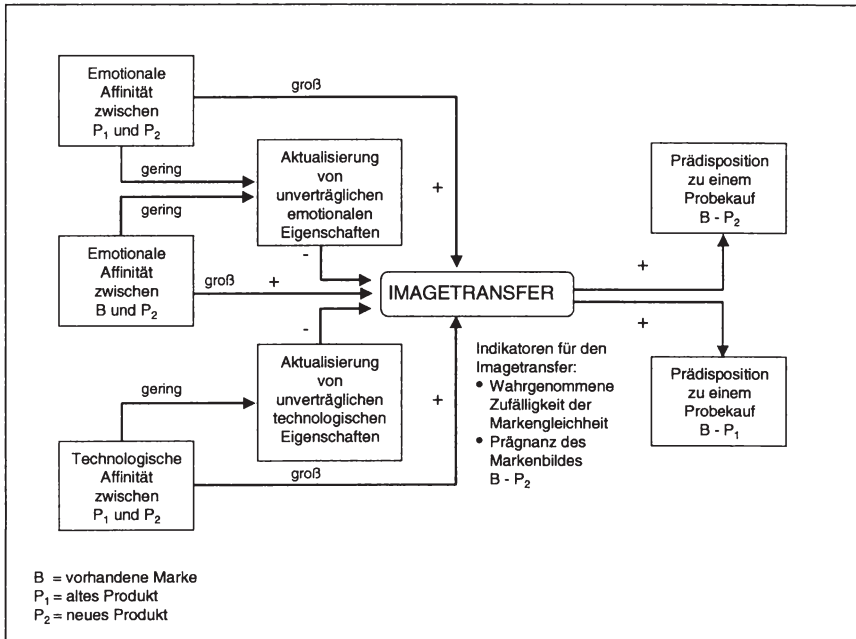 Emotionale
Affinität
zwischen
P₁ und P₂
groß
gering
gering
Aktualisierung
von
unverträglichen
emotionalen
Eigenschaften
+
-
Emotionale
Affinität
zwischen
B und P₂
groß
+
IMAGETRANSFER
+
+
Prädisposition
zu einem
Probekauf
B - P₂
Prädisposition
zu einem
Probekauf
B - P₁
-
Aktualisierung
von
unverträglichen
technologischen
Eigenschaften
gering
+
Technologische
Affinität
zwischen
P₁ und P₂
groß
Indikatoren für den
Imagetransfer:
• Wahrgenommene
Zufälligkeit der
Markengleichheit
• Prägnanz des
Markenbildes
B - P₂
B = vorhandene Marke
P₁ = altes Produkt
P₂ = neues Produkt